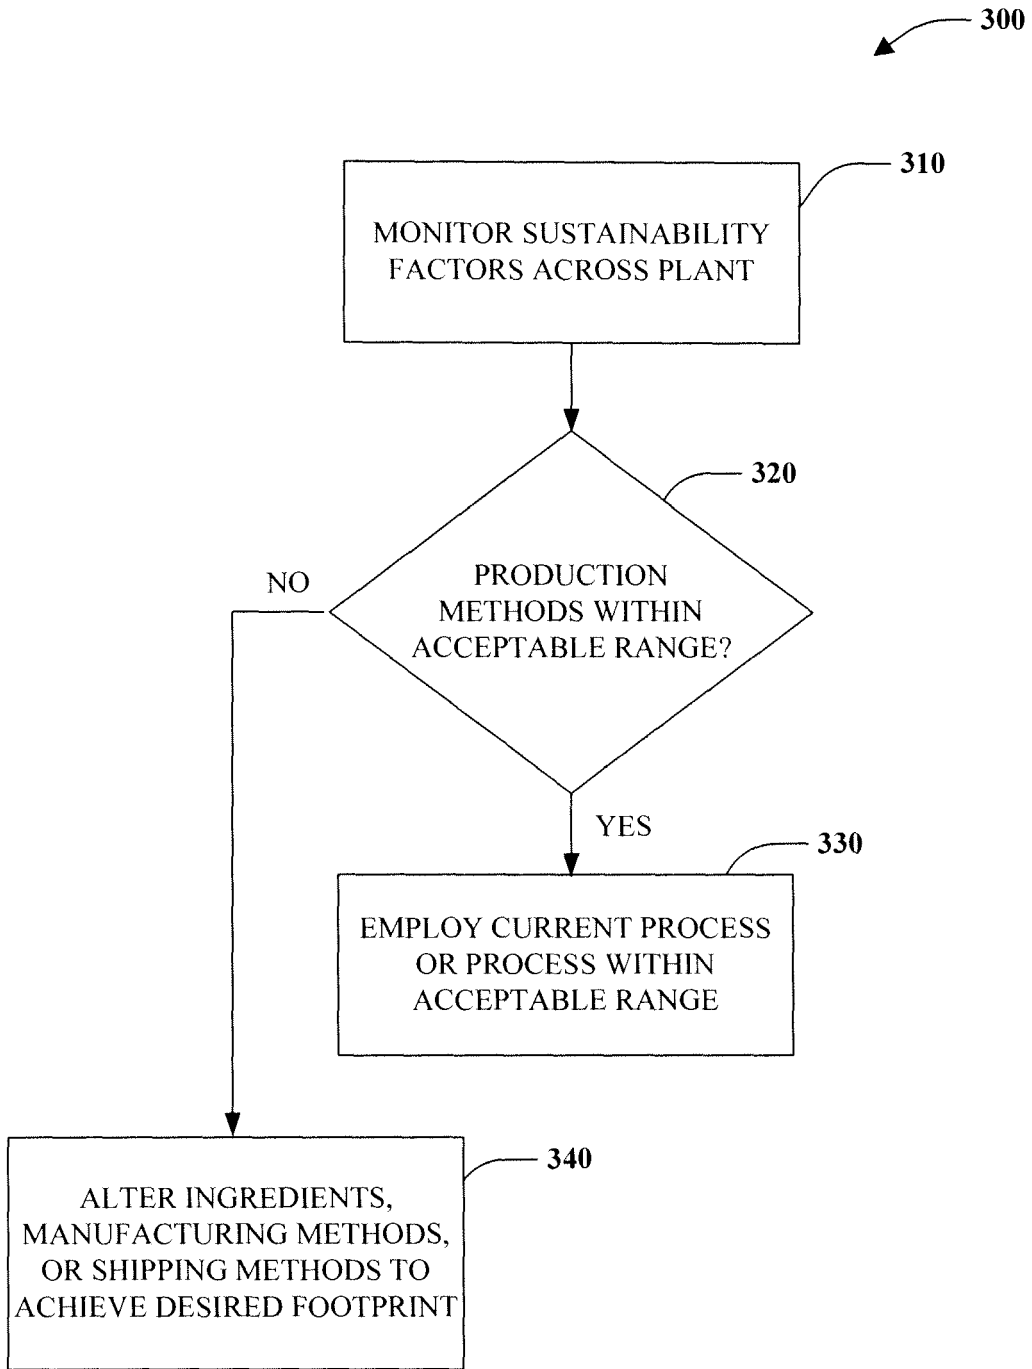 300
310
MONITOR SUSTAINABILITY
FACTORS ACROSS PLANT
320
PRODUCTION
METHODS WITHIN
ACCEPTABLE RANGE?
NO
YES
330
EMPLOY CURRENT PROCESS
OR PROCESS WITHIN
ACCEPTABLE RANGE
340
ALTER INGREDIENTS,
MANUFACTURING METHODS,
OR SHIPPING METHODS TO
ACHIEVE DESIRED FOOTPRINT